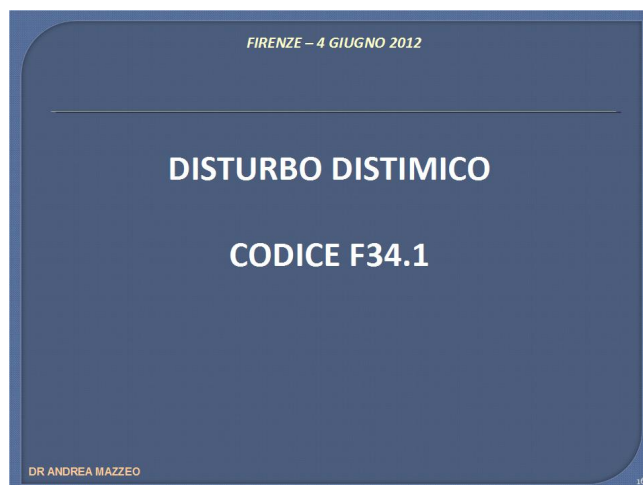 FIRENZE – 4 GIUGNO 2012
DISTURBO DISTIMICO
CODICE F34.1
DR ANDREA MAZZEO